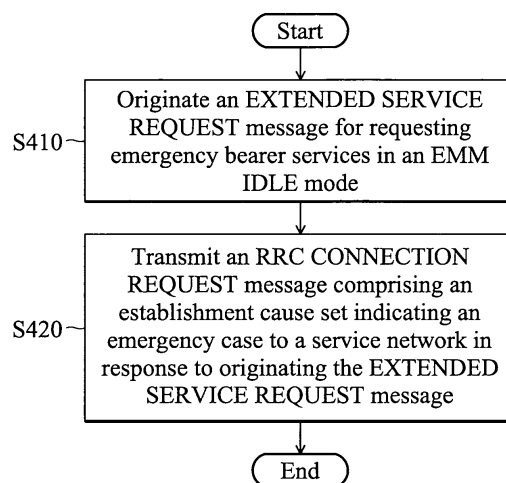 Start
Originate an EXTENDED SERVICE
REQUEST message for requesting
emergency bearer services in an EMM
IDLE mode
S410
Transmit an RRC CONNECTION
REQUEST message comprising an
establishment cause set indicating an
emergency case to a service network in
response to originating the EXTENDED
SERVICE REQUEST message
S420
End